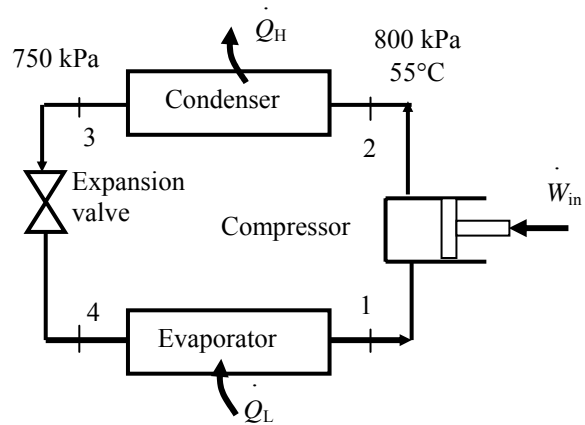 Q̇H
750 kPa
800 kPa
55°C
Condenser
3
2
Expansion
valve
Compressor
Ẇin
4
1
Evaporator
Q̇L